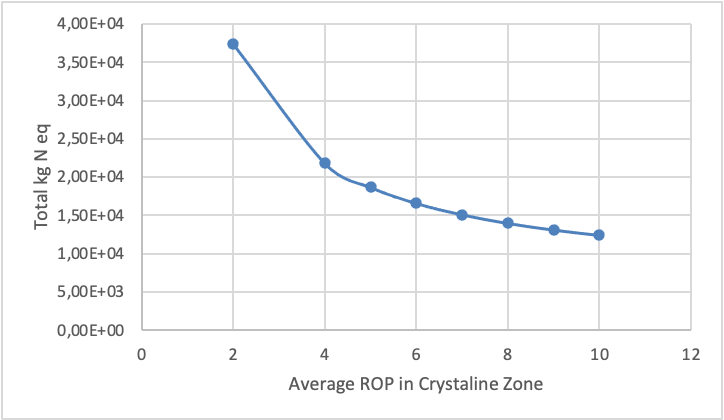 4,00E+04
3,50E+04
3,00E+04
2,50E+04
2,00E+04
1,50E+04
1,00E+04
5,00E+03
0,00E+00
Total kg N eq
0 2 4 6 8 10 12
Average ROP in Crystaline Zone